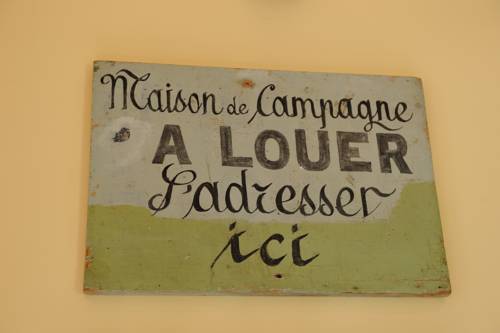 Maison de Campagne
A LOUER
S'adresser
ici